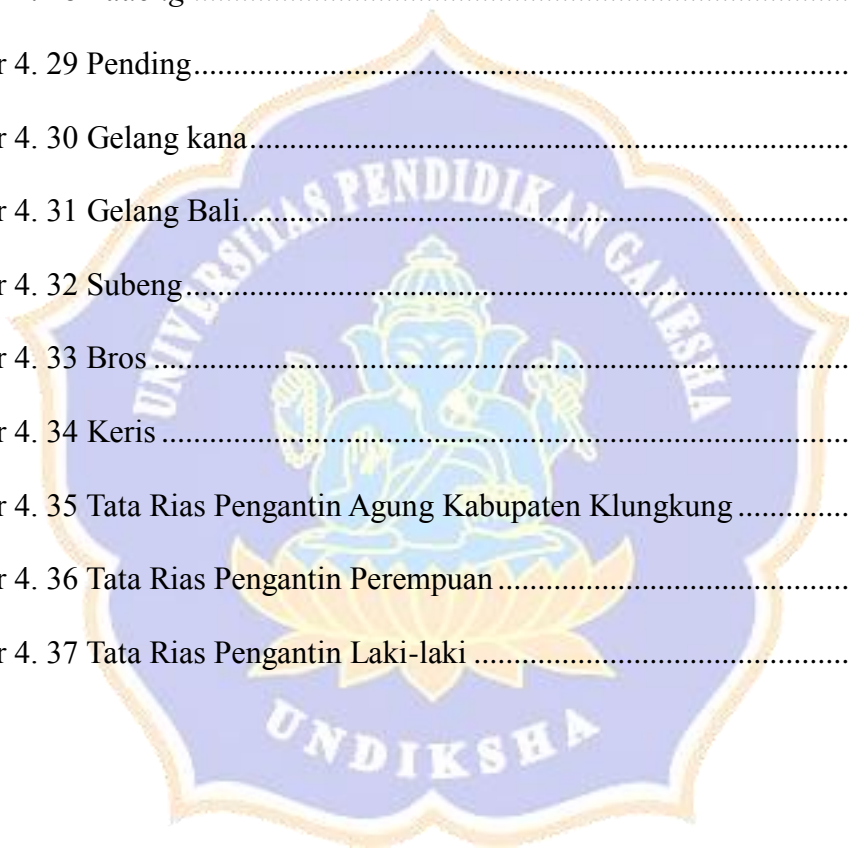 r 4. 29 Pending
r 4. 30 Gelang kana
r 4. 31 Gelang Bali
r 4. 32 Subeng
r 4. 33 Bros
r 4. 34 Keris
r 4. 35 Tata Rias Pengantin Agung Kabupaten Klungkung
r 4. 36 Tata Rias Pengantin Perempuan
r 4. 37 Tata Rias Pengantin Laki-laki
UNIVERSITAS PENDIDIKAN GANESHA
UNDIKSHA